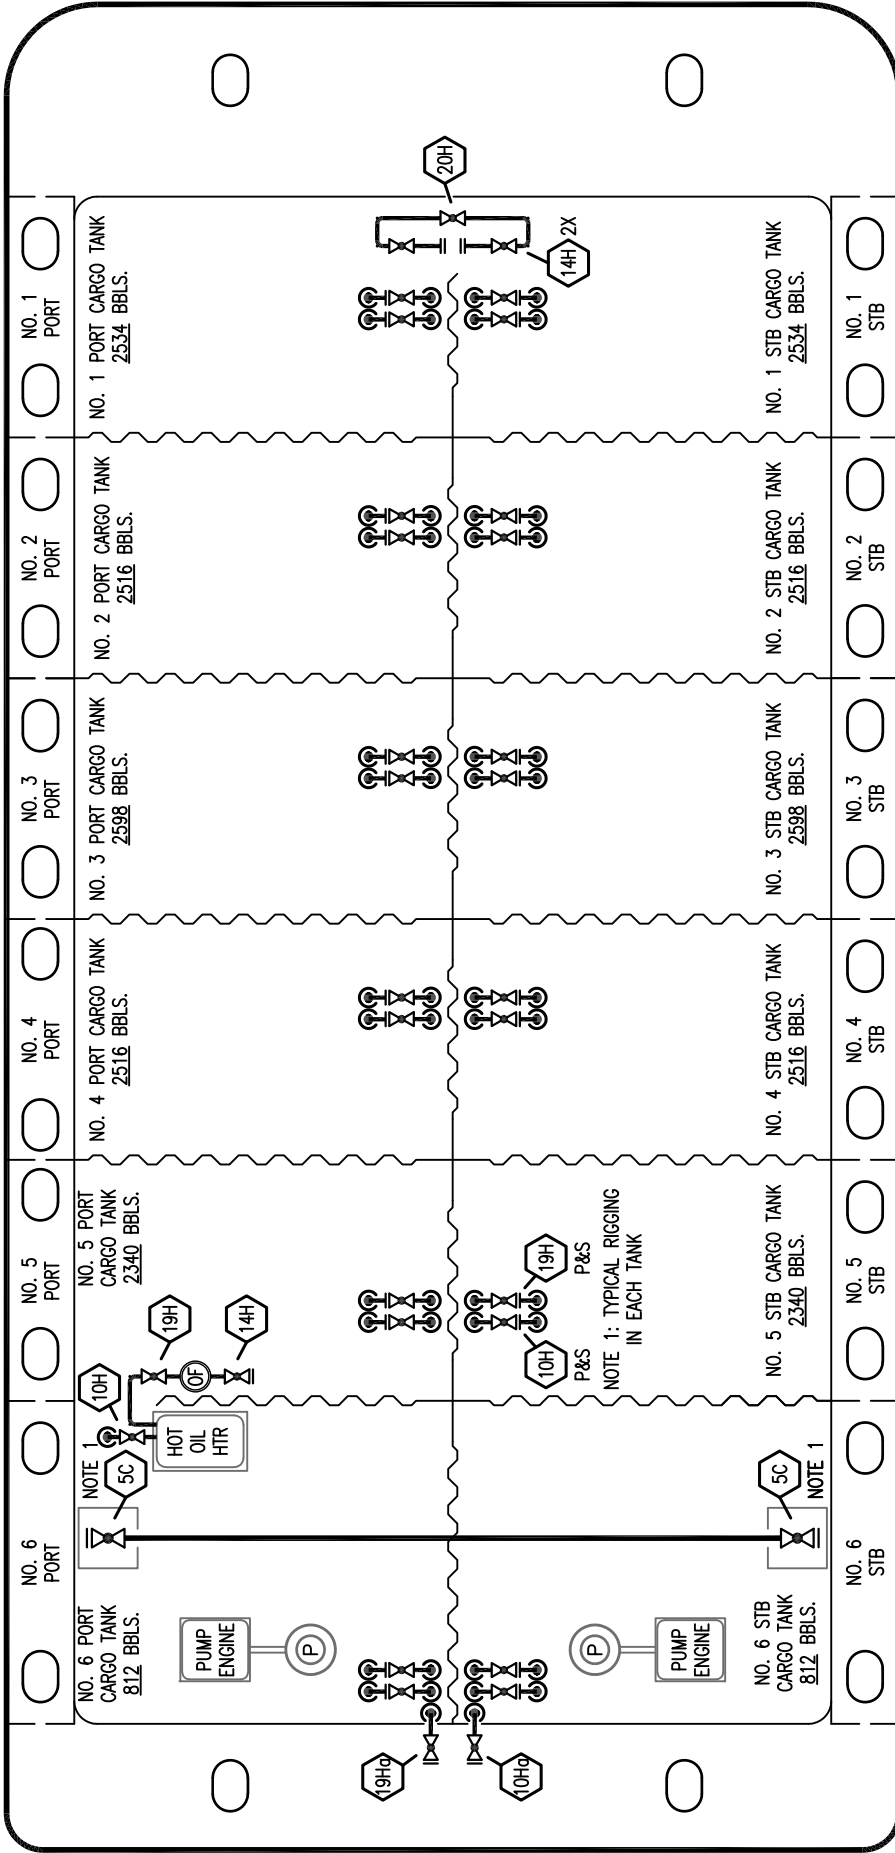 NO. 1
PORT
NO. 2
PORT
NO. 3
PORT
NO. 4
PORT
NO. 5
PORT
NO. 6
PORT
NO. 1 PORT CARGO TANK
2534 BBLS.
NO. 2 PORT CARGO TANK
2516 BBLS.
NO. 3 PORT CARGO TANK
2598 BBLS.
NO. 4 PORT CARGO TANK
2516 BBLS.
NO. 5 PORT
CARGO TANK
2340 BBLS.
NO. 6 PORT
CARGO TANK
812 BBLS.
20H
14H
2X
19H
14H
OF
10H
HOT
OIL
HTR
NOTE 1
5C
PUMP
ENGINE
P
P
PUMP
ENGINE
19Ha
10Ha
19H
P&S
10H
P&S
NOTE 1: TYPICAL RIGGING
IN EACH TANK
5C
NOTE 1
NO. 1 STB CARGO TANK
2534 BBLS.
NO. 2 STB CARGO TANK
2516 BBLS.
NO. 3 STB CARGO TANK
2598 BBLS.
NO. 4 STB CARGO TANK
2516 BBLS.
NO. 5 STB CARGO TANK
2340 BBLS.
NO. 6 STB
CARGO TANK
812 BBLS.
NO. 1
STB
NO. 2
STB
NO. 3
STB
NO. 4
STB
NO. 5
STB
NO. 6
STB